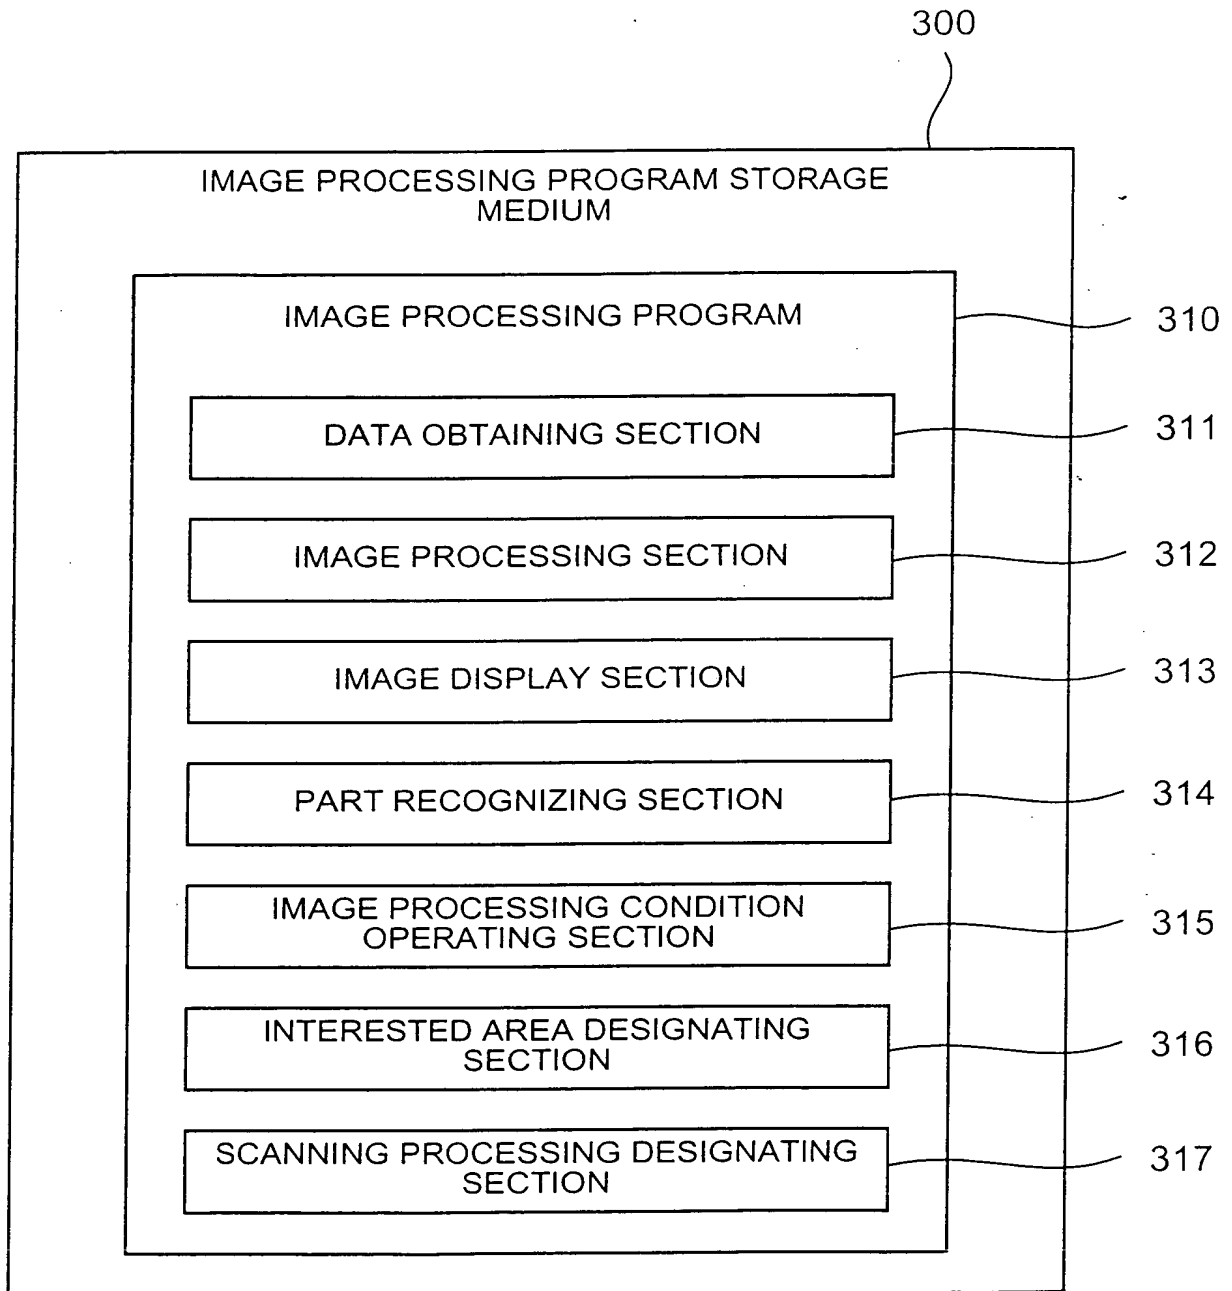 300
IMAGE PROCESSING PROGRAM STORAGE
MEDIUM
IMAGE PROCESSING PROGRAM
310
DATA OBTAINING SECTION
311
IMAGE PROCESSING SECTION
312
IMAGE DISPLAY SECTION
313
PART RECOGNIZING SECTION
314
IMAGE PROCESSING CONDITION
OPERATING SECTION
315
INTERESTED AREA DESIGNATING
SECTION
316
SCANNING PROCESSING DESIGNATING
SECTION
317